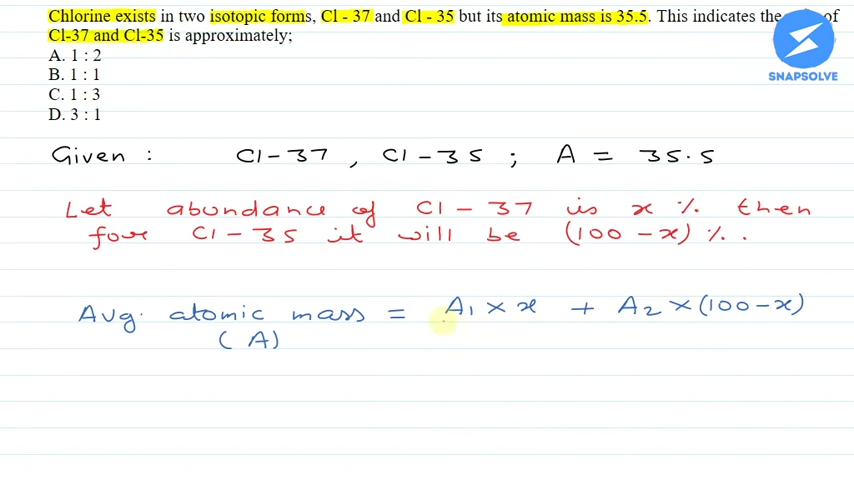 Chlorine exists in two isotopic forms, Cl - 37 and Cl - 35 but its atomic mass is 35.5. This indicates the of
Cl-37 and Cl-35 is approximately;
A. 1 : 2
B. 1 : 1
C. 1 : 3
D. 3 : 1
SNAPSOLVE
Given : Cl-37 , Cl-35 ; A = 35.5
Let abundance of Cl-37 is x % then
for Cl-35 it will be (100-x) %.
Avg. atomic mass = A1 × x + A2 × (100-x)
(A)